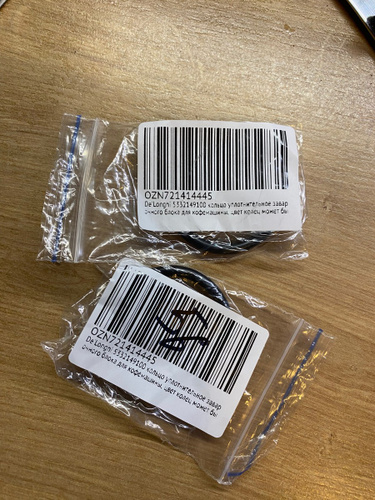 OZN721414445
De Longhi 5332149100 кольцо уплотнительное завар
очного блока для кофемашины, цвет колец может бы
OZN721414445
De Longhi 5332149100 кольцо уплотнительное завар
очного блока для кофемашины, цвет колец может бы